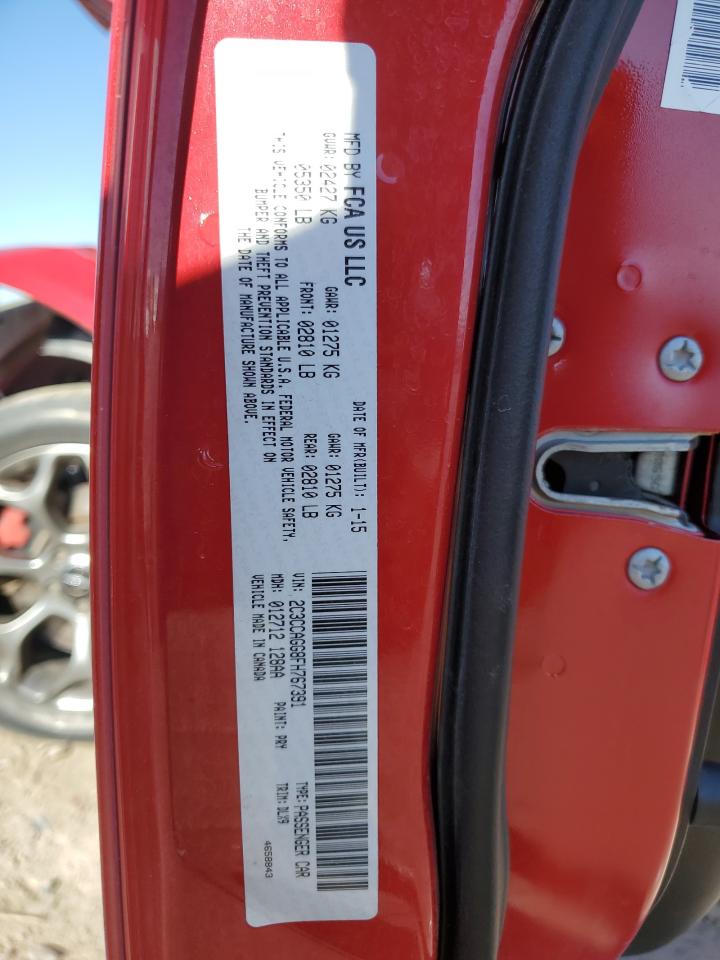 MFD BY FCA US LLC
DATE OF MFR(BUILT): 1-15
GVWR: 02427 KG GAWR: 01275 KG GAWR: 01275 KG
05350 LB FRONT: 02810 LB REAR: 02810 LB
THIS VEHICLE CONFORMS TO ALL APPLICABLE U.S.A. FEDERAL MOTOR VEHICLE SAFETY,
BUMPER AND THEFT PREVENTION STANDARDS IN EFFECT ON
THE DATE OF MANUFACTURE SHOWN ABOVE.
VIN: 2C3CCAGG8FH767391 TYPE: PASSENGER CAR
MDH: 012712 128AA PAINT: PRY TRIM: DLX9
VEHICLE MADE IN CANADA 4658843